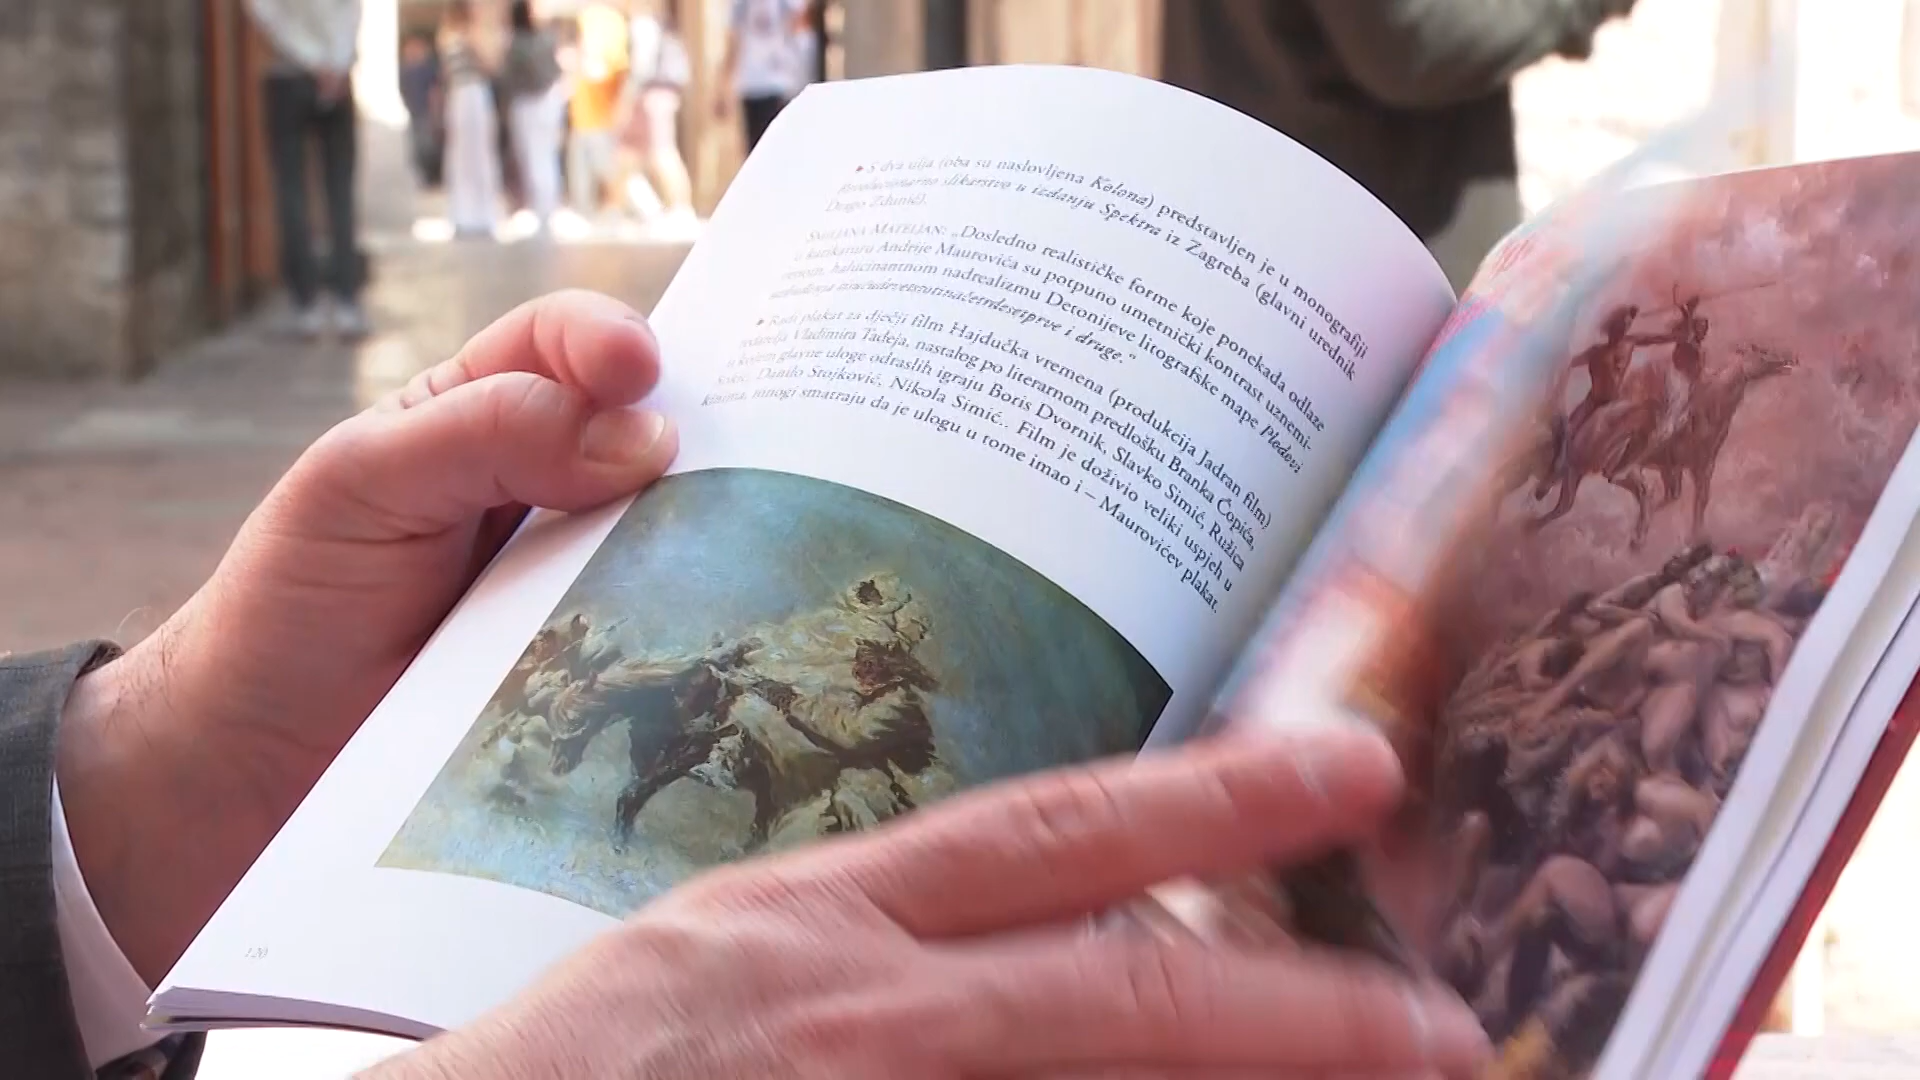 ▸ S dva ulja (oba su naslovljena Kolona) predstavljen je u monografiji
Revolucionarno slikarstvo u izdanju Spektra iz Zagreba (glavni urednik
Drago Zdunić).
SMILJANA MATELJAN: „Dosledno realističke forme koje ponekada odlaze
u karikaturu Andrije Maurovića su potpuno umetnički kontrast uznemi-
renom, halucinantnom nadrealizmu Detonijeve litografske mape Pledovi
četrdesetprve i druge.“
▸ Radi plakat za dječji film Hajdučka vremena (produkcija Jadran film)
redatelja Vladimira Tadeja, nastalog po literarnom predlošku Branka Ćopića,
u kojem glavne uloge odraslih igraju Boris Dvornik, Slavko Simić, Ružica
Sokić, Danilo Stojković, Nikola Simić.. Film je doživio veliki uspjeh u
kinima, mnogi smatraju da je ulogu u tome imao i – Maurovićev plakat.
120